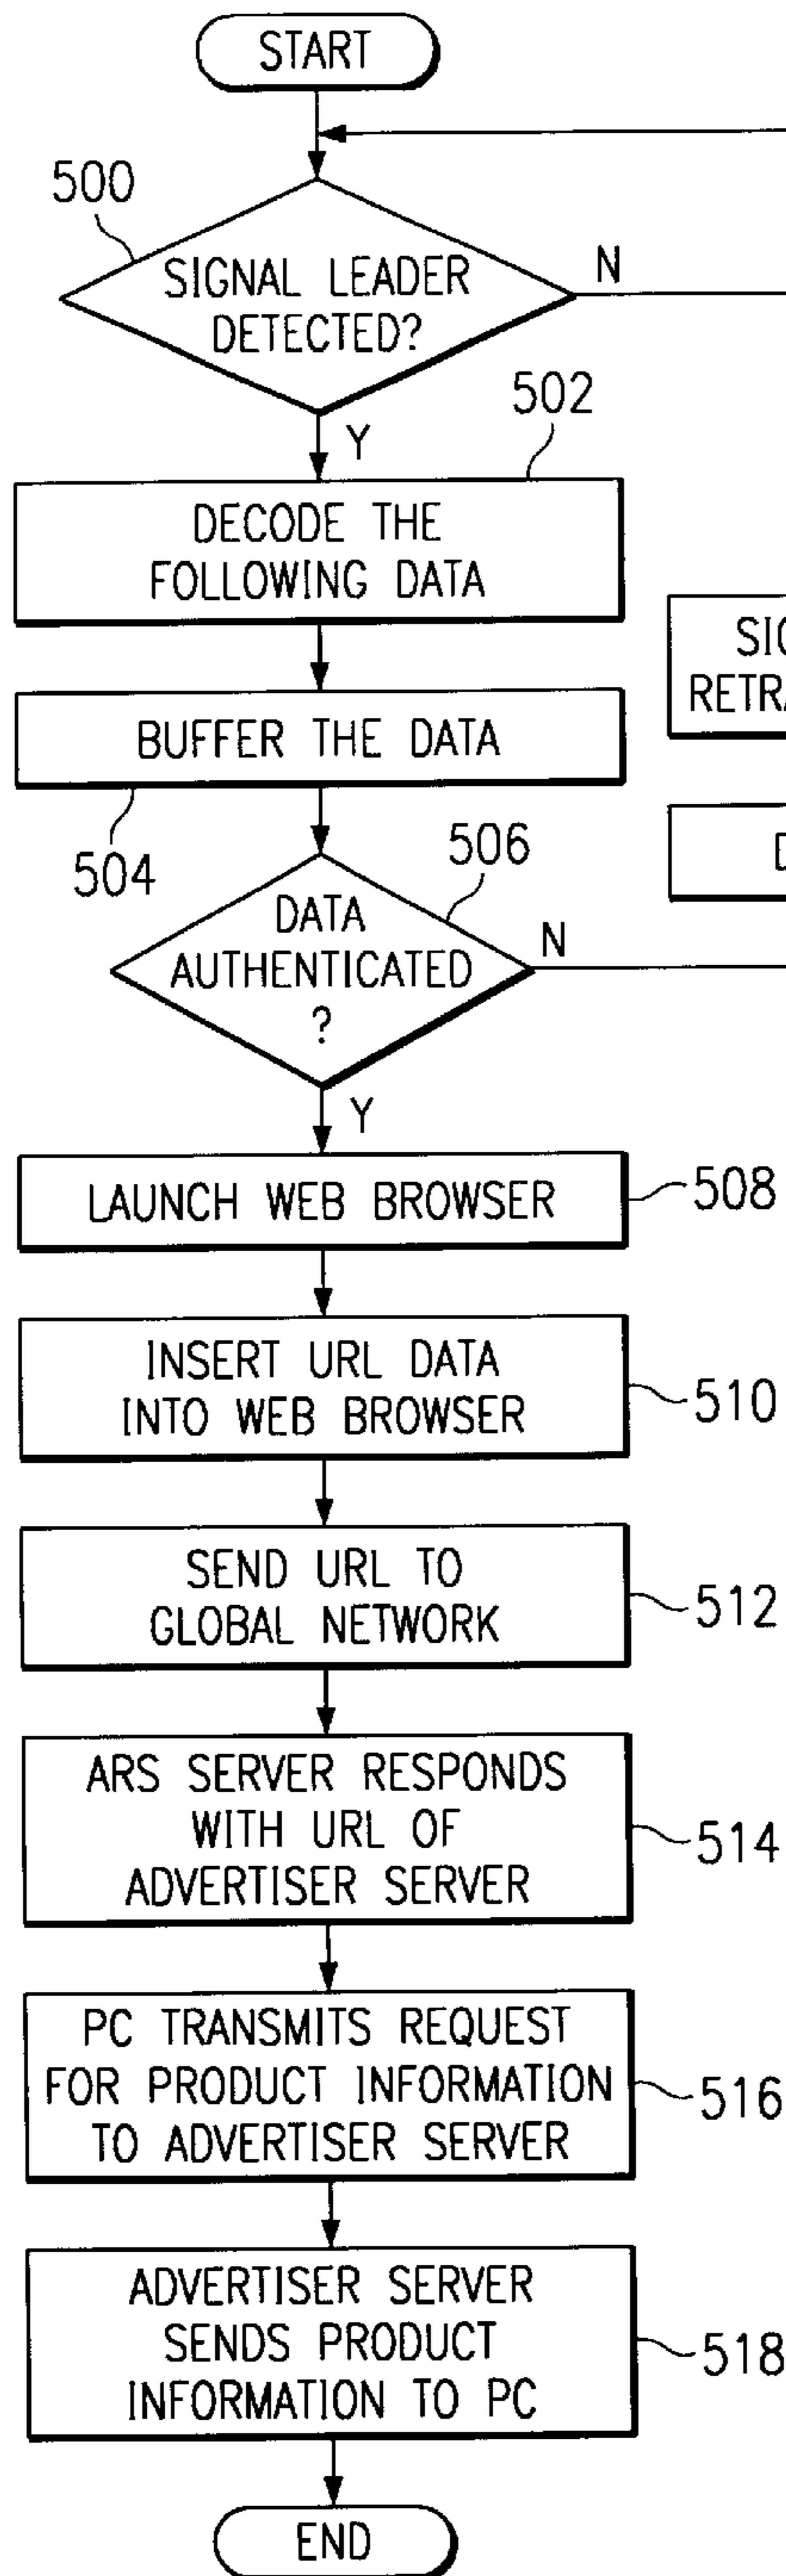 START
500
SIGNAL LEADER
DETECTED?
N
Y
502
DECODE THE
FOLLOWING DATA
BUFFER THE DATA
504
506
DATA
AUTHENTICATED
?
N
Y
LAUNCH WEB BROWSER
508
INSERT URL DATA
INTO WEB BROWSER
510
SEND URL TO
GLOBAL NETWORK
512
ARS SERVER RESPONDS
WITH URL OF
ADVERTISER SERVER
514
PC TRANSMITS REQUEST
FOR PRODUCT INFORMATION
TO ADVERTISER SERVER
516
ADVERTISER SERVER
SENDS PRODUCT
INFORMATION TO PC
518
END